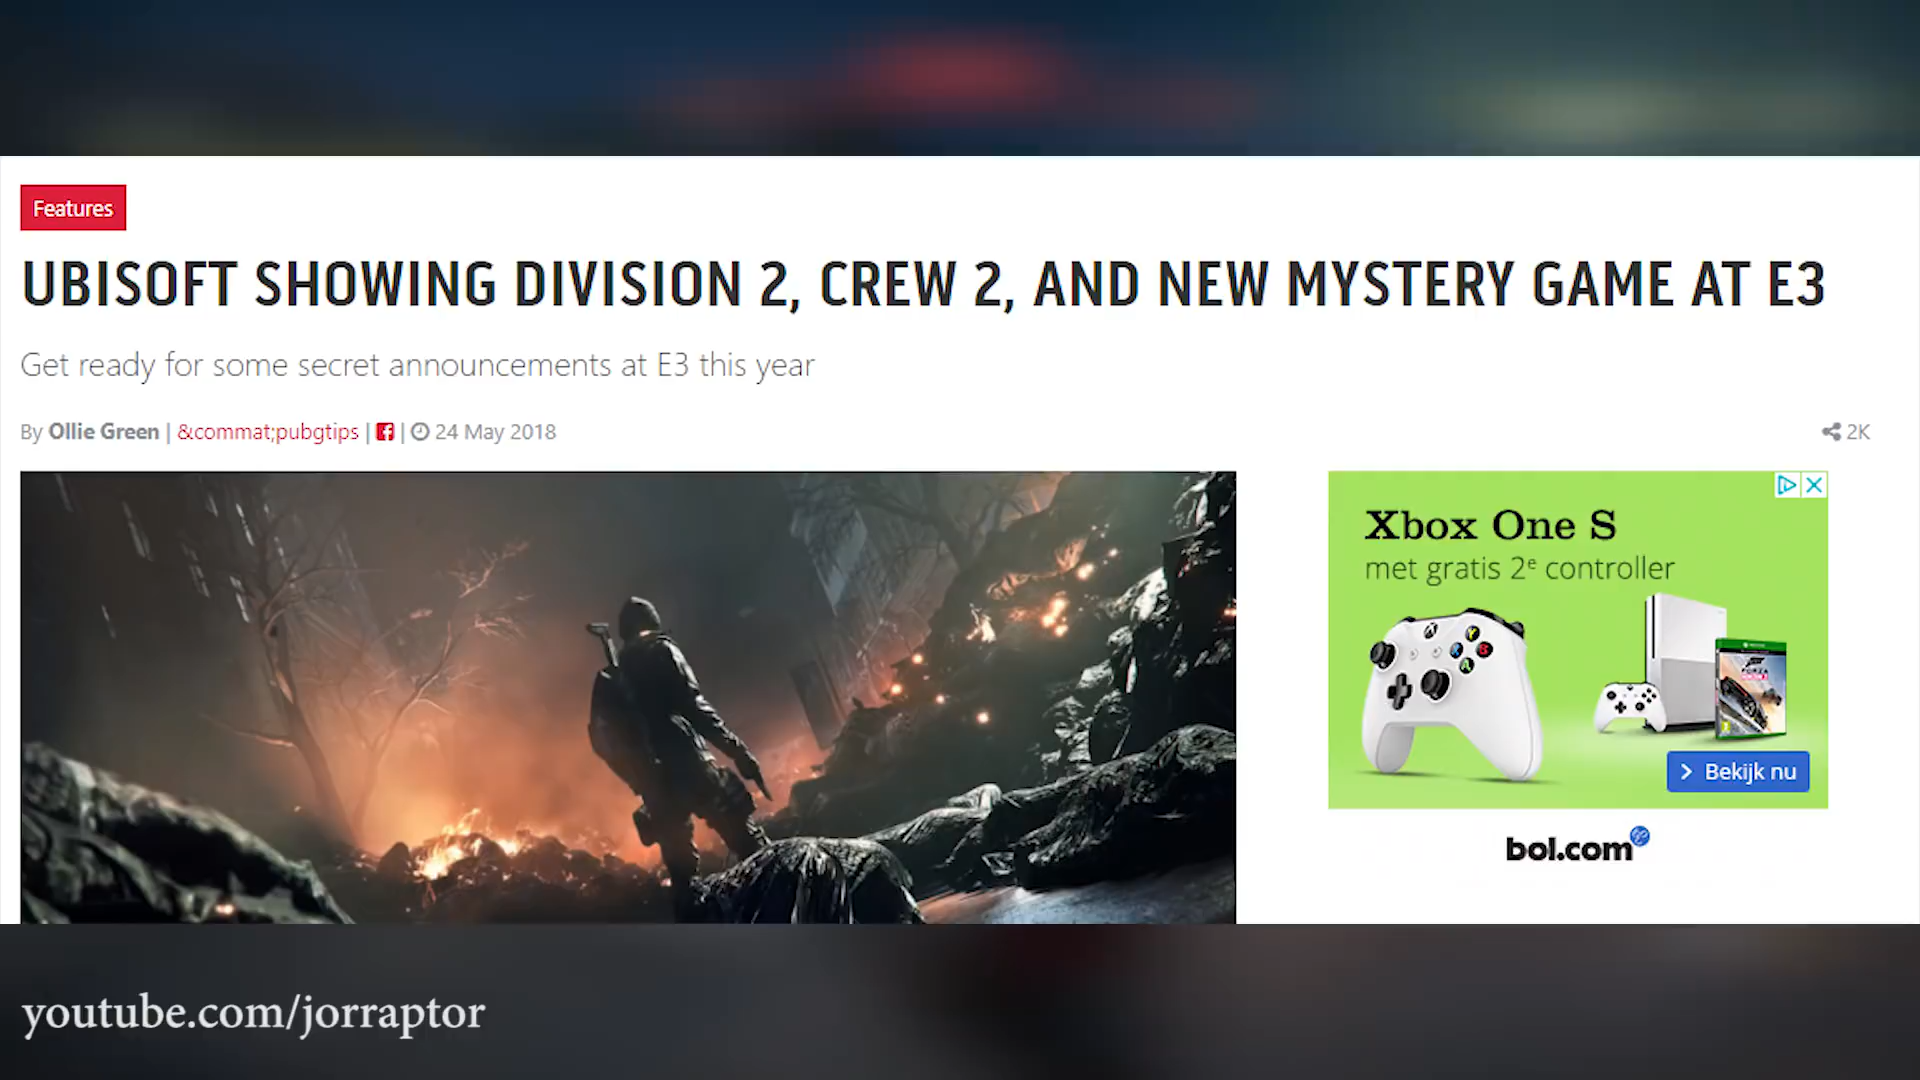 Features
UBISOFT SHOWING DIVISION 2, CREW 2, AND NEW MYSTERY GAME AT E3
Get ready for some secret announcements at E3 this year
By Ollie Green | &commat;pubgtips | | 24 May 2018
2K
Xbox One S
met gratis 2e controller
Y
X
B
A
FORZA
> Bekijk nu
bol.com
youtube.com/jorraptor